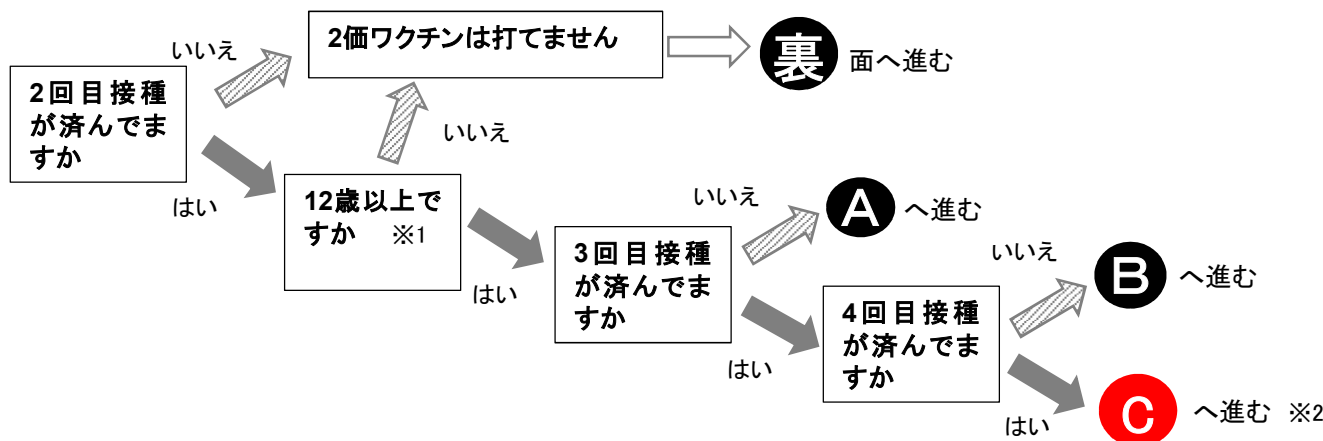 いいえ
2価ワクチンは打てません
裏 面へ進む
2回目接種
が済んでま
すか
はい
いいえ
12歳以上で
すか ※1
はい
いいえ
A へ進む
3回目接種
が済んでま
すか
はい
いいえ
B へ進む
4回目接種
が済んでま
すか
はい
C へ進む ※2